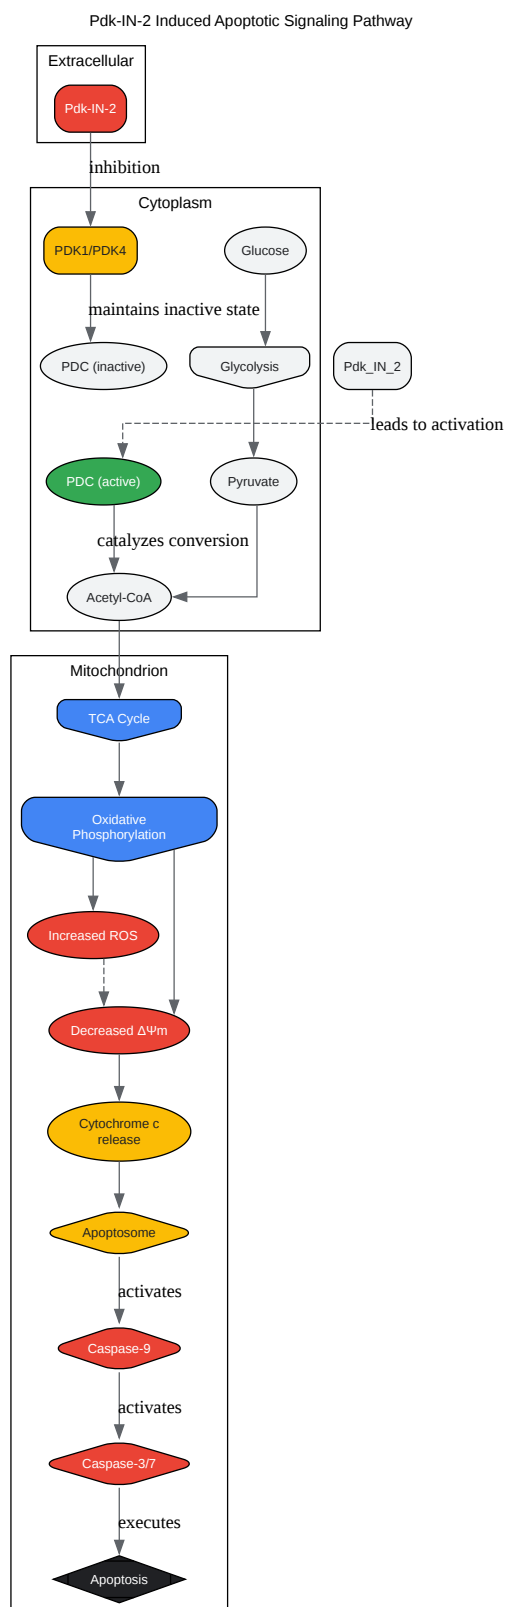 Pdk-IN-2 Induced Apoptotic Signaling Pathway
Extracellular
Pdk-IN-2
inhibition
Cytoplasm
PDK1/PDK4
Glucose
maintains inactive state
PDC (inactive)
Glycolysis
Pdk_IN_2
leads to activation
PDC (active)
Pyruvate
catalyzes conversion
Acetyl-CoA
Mitochondrion
TCA Cycle
Oxidative
Phosphorylation
Increased ROS
Decreased ΔΨm
Cytochrome c
release
Apoptosome
activates
Caspase-9
activates
Caspase-3/7
executes
Apoptosis